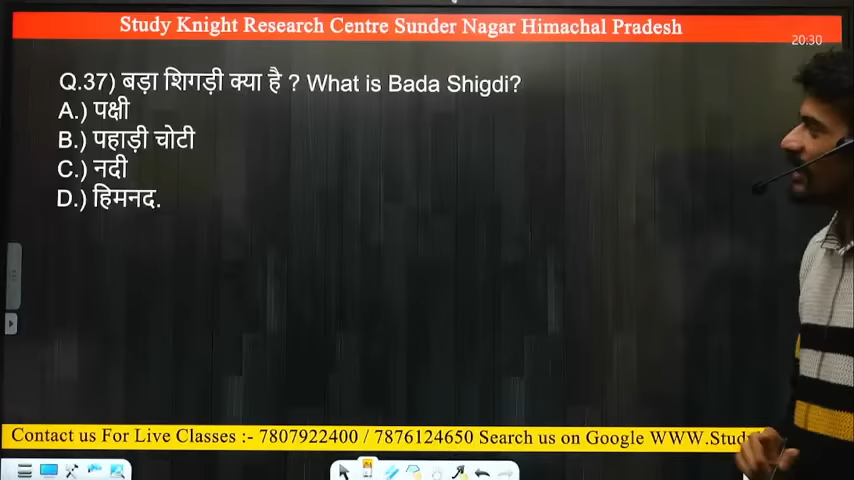 Study Knight Research Centre Sunder Nagar Himachal Pradesh
20:30
Q.37) बड़ा शिगड़ी क्या है ? What is Bada Shigdi?
A.) पक्षी
B.) पहाड़ी चोटी
C.) नदी
D.) हिमनद.
Contact us For Live Classes :- 7807922400 / 7876124650 Search us on Google WWW.Stud